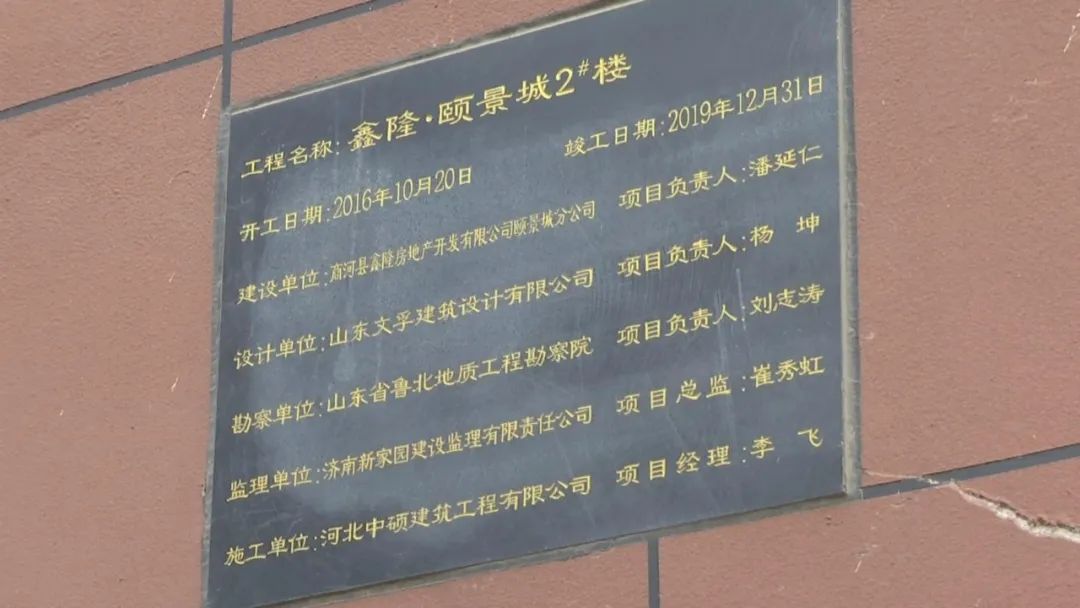 工程名称:鑫隆·颐景城2#楼
开工日期:2016年10月20日 竣工日期:2019年12月31日
建设单位:商河县鑫隆房地产开发有限公司颐景城分公司 项目负责人:潘延仁
设计单位:山东文孚建筑设计有限公司 项目负责人:杨 坤
勘察单位:山东省鲁北地质工程勘察院 项目负责人:刘志涛
监理单位:济南新家园建设监理有限责任公司 项目总监:崔秀虹
施工单位:河北中硕建筑工程有限公司 项目经理:李 飞